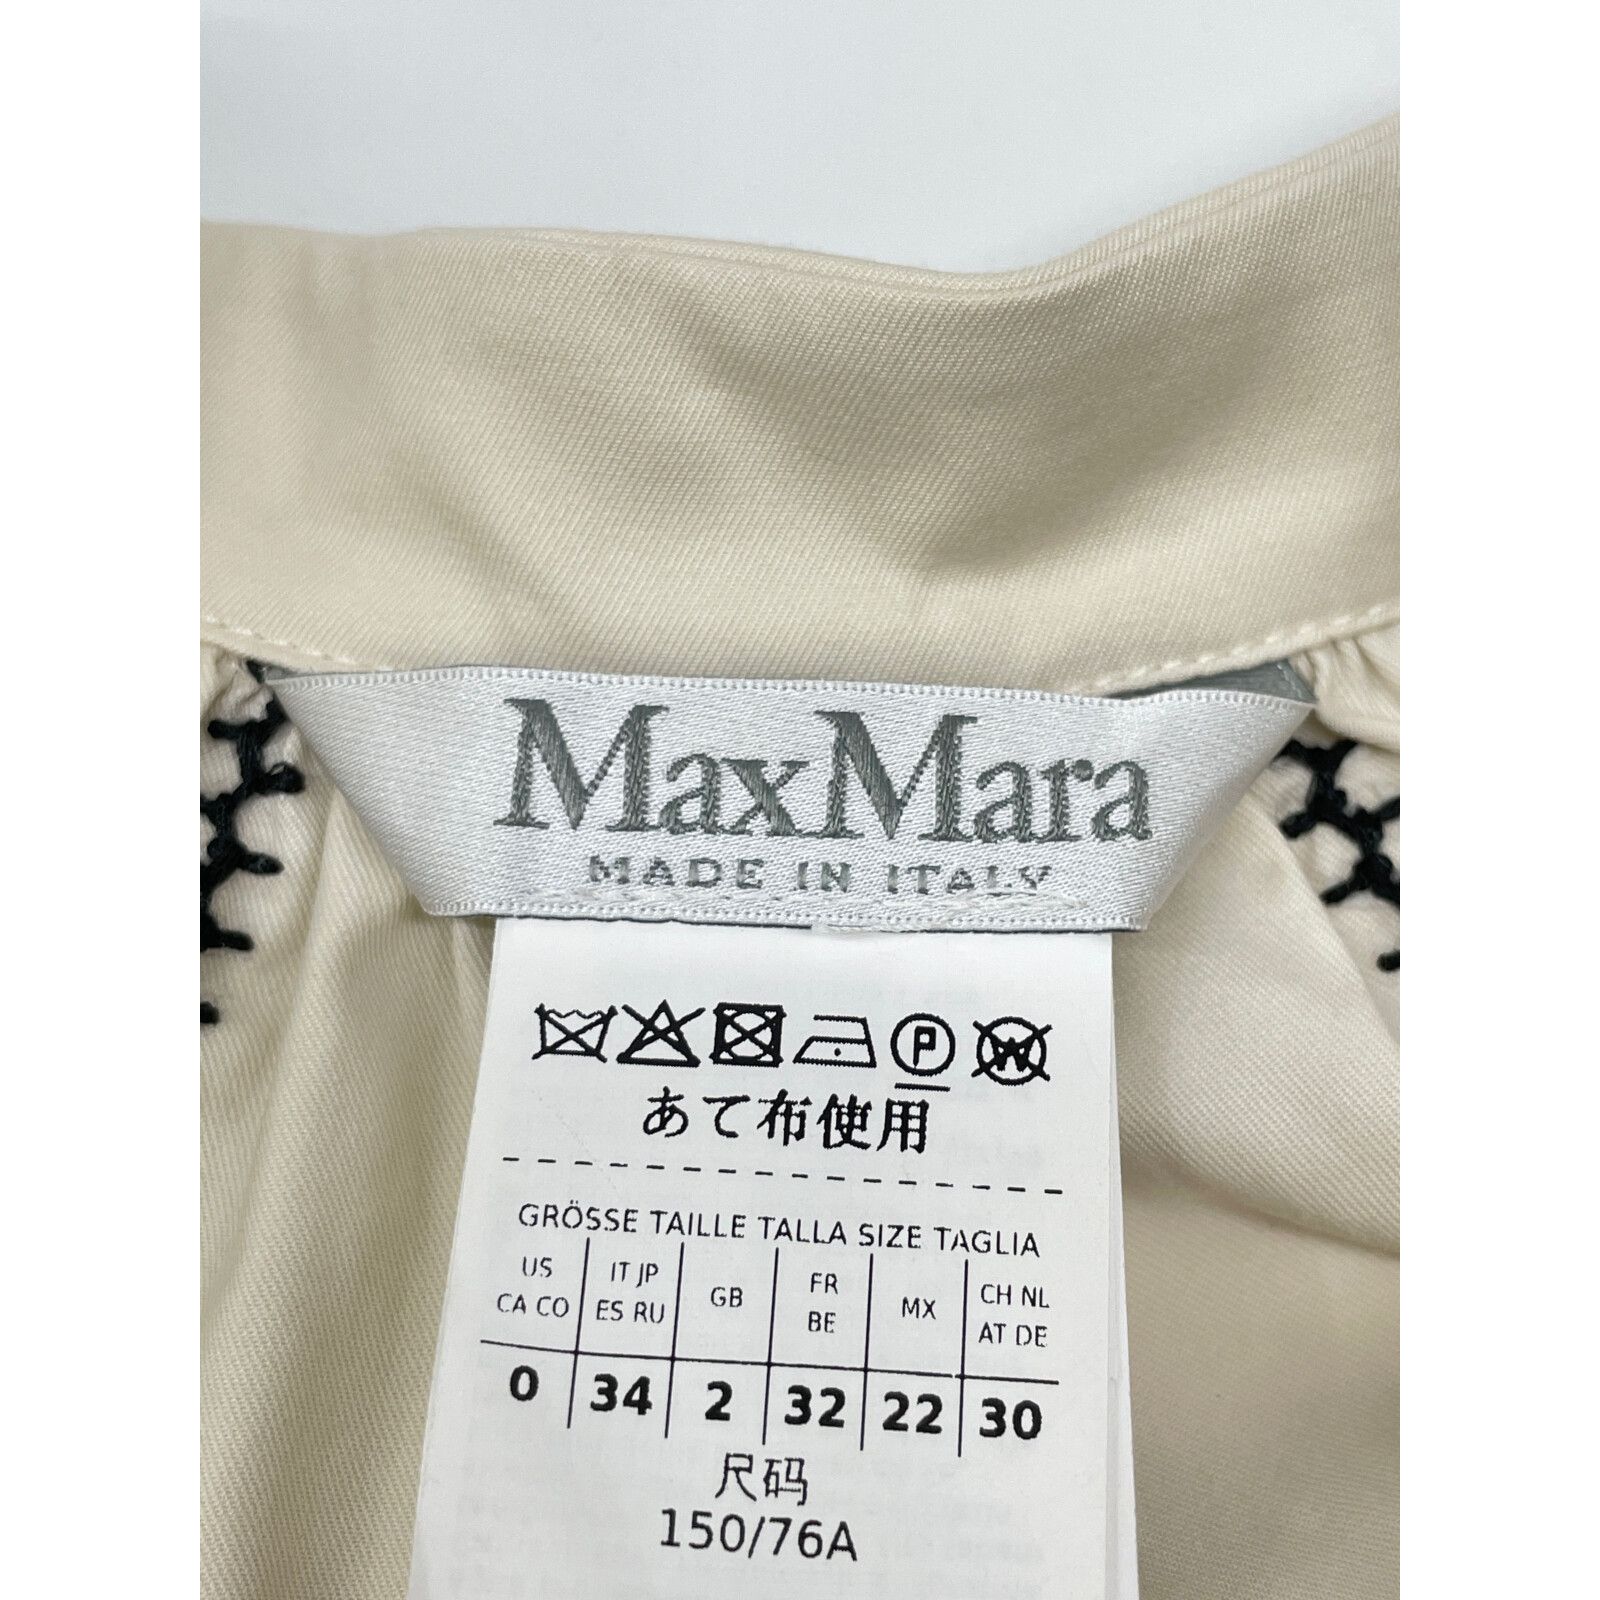 MaxMara
MADE IN ITALY
P W
あて布使用
GRÖSSE TAILLE TALLA SIZE TAGLIA
US CA CO IT JP ES RU GB FR BE MX CH NL AT DE
0 34 2 32 22 30
尺码
150/76A